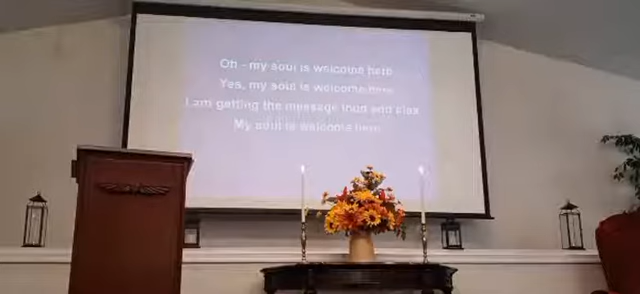 Oh - my soul is welcome here
Yes, my soul is welcome here
I am getting the message loud and clear
My soul is welcome here